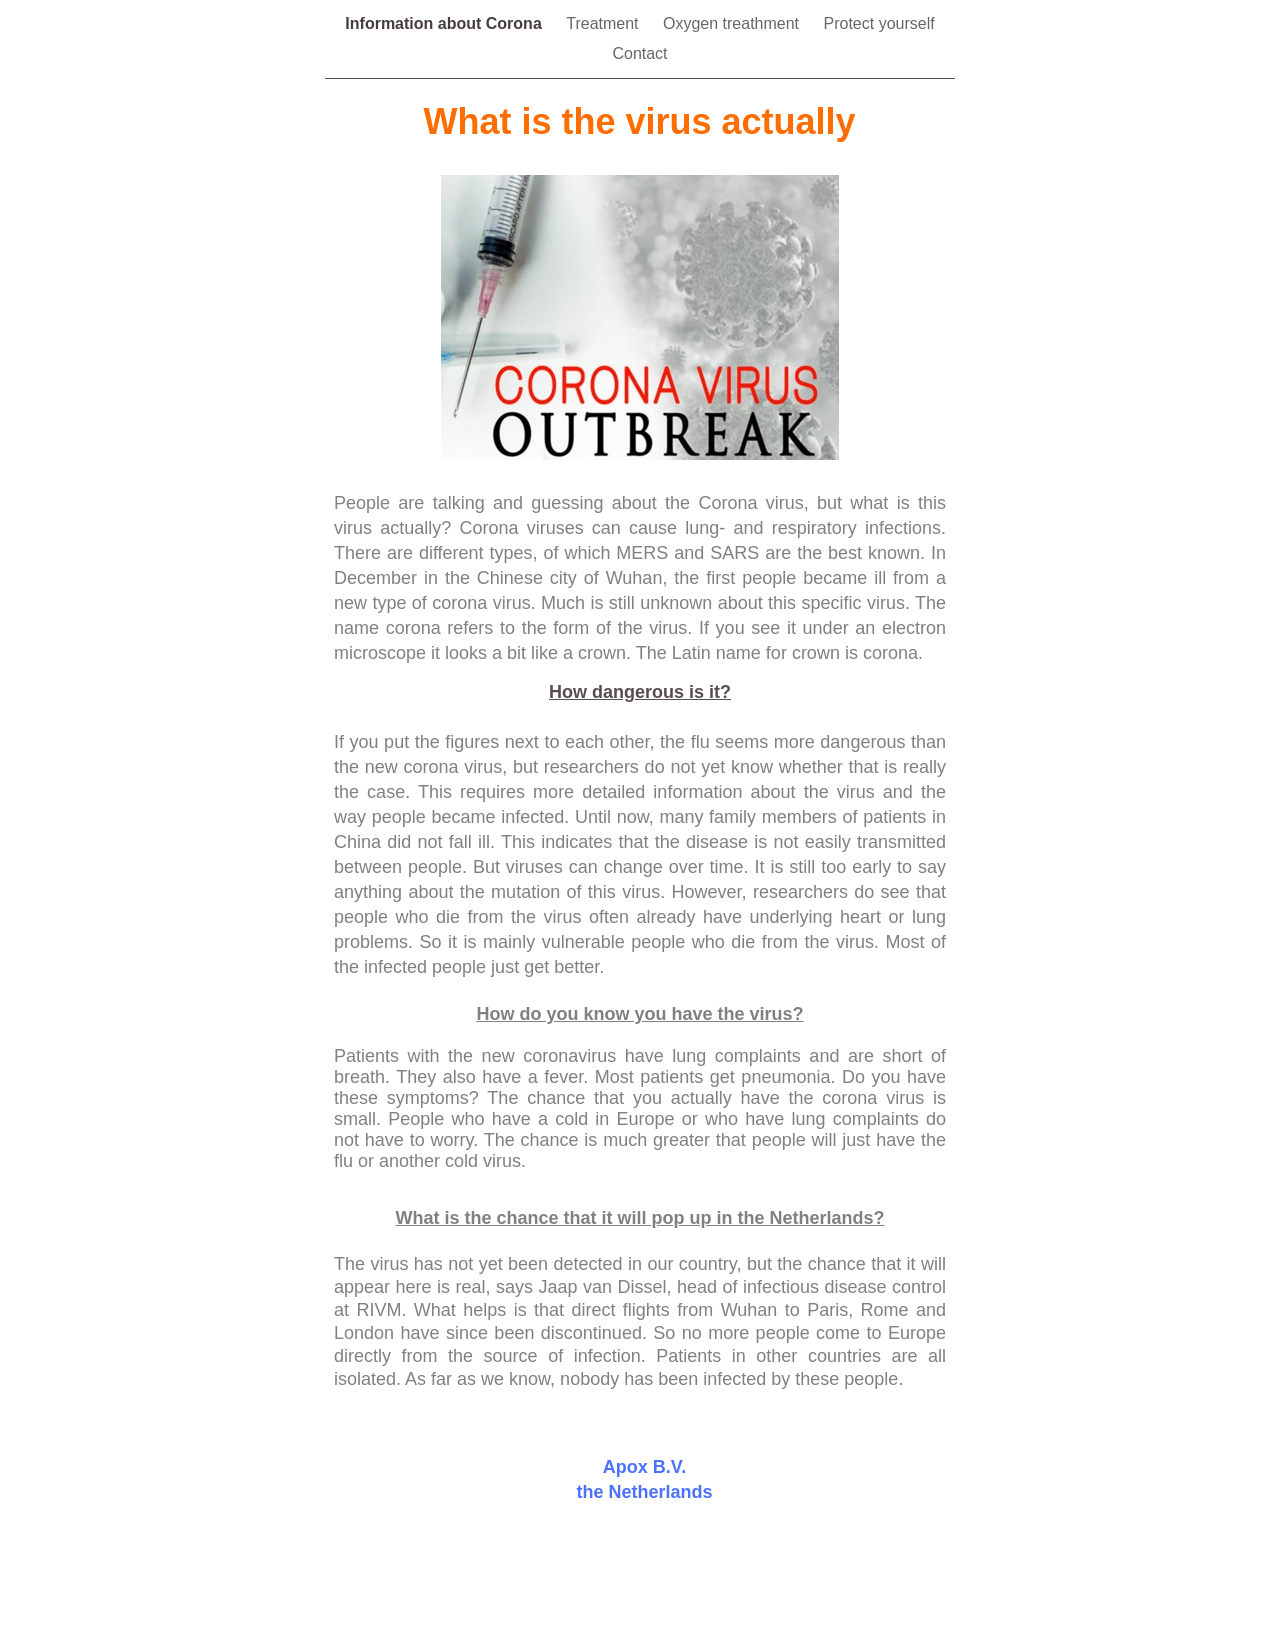 Information about Corona Treatment Oxygen treathment Protect yourself
Contact
What is the virus actually
DISCARD AFTER USE
CORONA VIRUS
OUTBREAK
People are talking and guessing about the Corona virus, but what is this
virus actually? Corona viruses can cause lung- and respiratory infections.
There are different types, of which MERS and SARS are the best known. In
December in the Chinese city of Wuhan, the first people became ill from a
new type of corona virus. Much is still unknown about this specific virus. The
name corona refers to the form of the virus. If you see it under an electron
microscope it looks a bit like a crown. The Latin name for crown is corona.
How dangerous is it?
If you put the figures next to each other, the flu seems more dangerous than
the new corona virus, but researchers do not yet know whether that is really
the case. This requires more detailed information about the virus and the
way people became infected. Until now, many family members of patients in
China did not fall ill. This indicates that the disease is not easily transmitted
between people. But viruses can change over time. It is still too early to say
anything about the mutation of this virus. However, researchers do see that
people who die from the virus often already have underlying heart or lung
problems. So it is mainly vulnerable people who die from the virus. Most of
the infected people just get better.
How do you know you have the virus?
Patients with the new coronavirus have lung complaints and are short of
breath. They also have a fever. Most patients get pneumonia. Do you have
these symptoms? The chance that you actually have the corona virus is
small. People who have a cold in Europe or who have lung complaints do
not have to worry. The chance is much greater that people will just have the
flu or another cold virus.
What is the chance that it will pop up in the Netherlands?
The virus has not yet been detected in our country, but the chance that it will
appear here is real, says Jaap van Dissel, head of infectious disease control
at RIVM. What helps is that direct flights from Wuhan to Paris, Rome and
London have since been discontinued. So no more people come to Europe
directly from the source of infection. Patients in other countries are all
isolated. As far as we know, nobody has been infected by these people.
Apox B.V.
the Netherlands